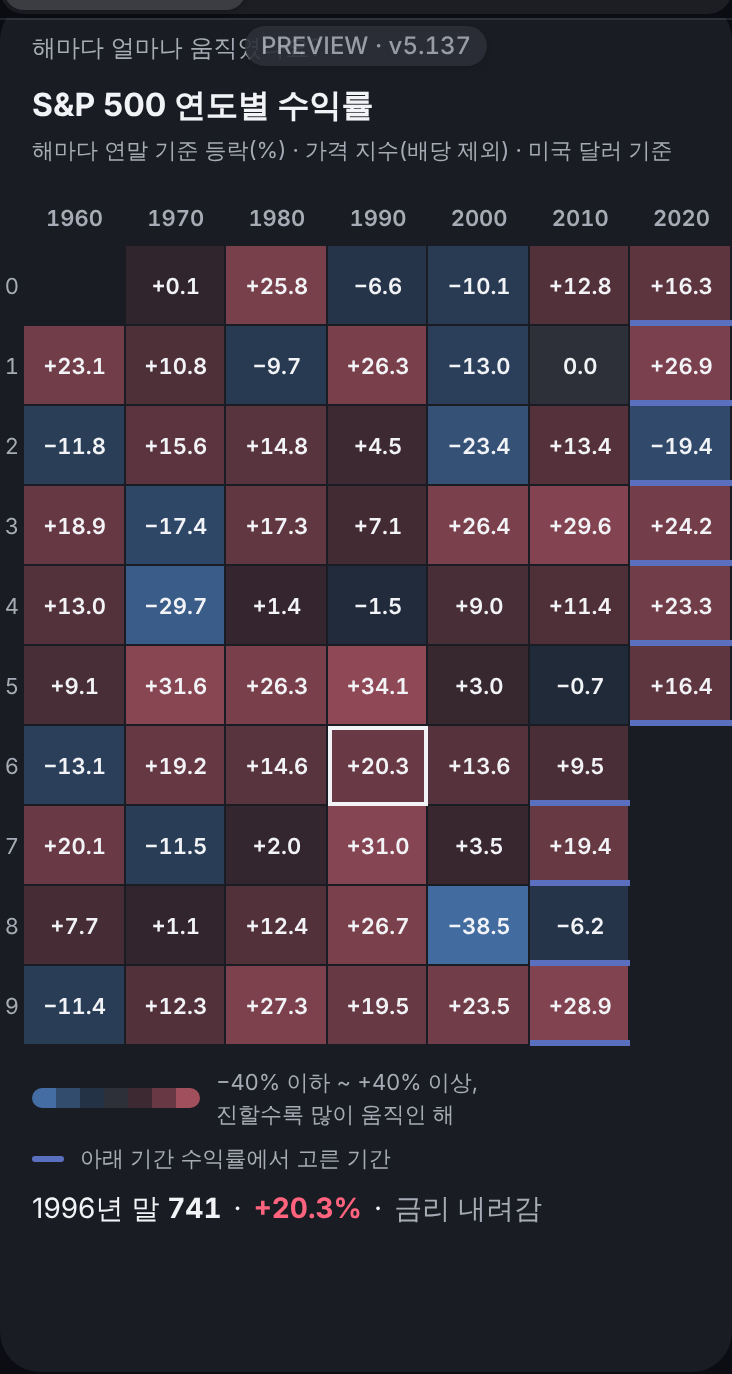 해마다 얼마나 움직였
PREVIEW · v5.137
S&P 500 연도별 수익률
해마다 연말 기준 등락(%) · 가격 지수(배당 제외) · 미국 달러 기준
1960 1970 1980 1990 2000 2010 2020
0 +0.1 +25.8 −6.6 −10.1 +12.8 +16.3
1 +23.1 +10.8 −9.7 +26.3 −13.0 0.0 +26.9
2 −11.8 +15.6 +14.8 +4.5 −23.4 +13.4 −19.4
3 +18.9 −17.4 +17.3 +7.1 +26.4 +29.6 +24.2
4 +13.0 −29.7 +1.4 −1.5 +9.0 +11.4 +23.3
5 +9.1 +31.6 +26.3 +34.1 +3.0 −0.7 +16.4
6 −13.1 +19.2 +14.6 +20.3 +13.6 +9.5
7 +20.1 −11.5 +2.0 +31.0 +3.5 +19.4
8 +7.7 +1.1 +12.4 +26.7 −38.5 −6.2
9 −11.4 +12.3 +27.3 +19.5 +23.5 +28.9
−40% 이하 ~ +40% 이상,
진할수록 많이 움직인 해
아래 기간 수익률에서 고른 기간
1996년 말 741 · +20.3% · 금리 내려감